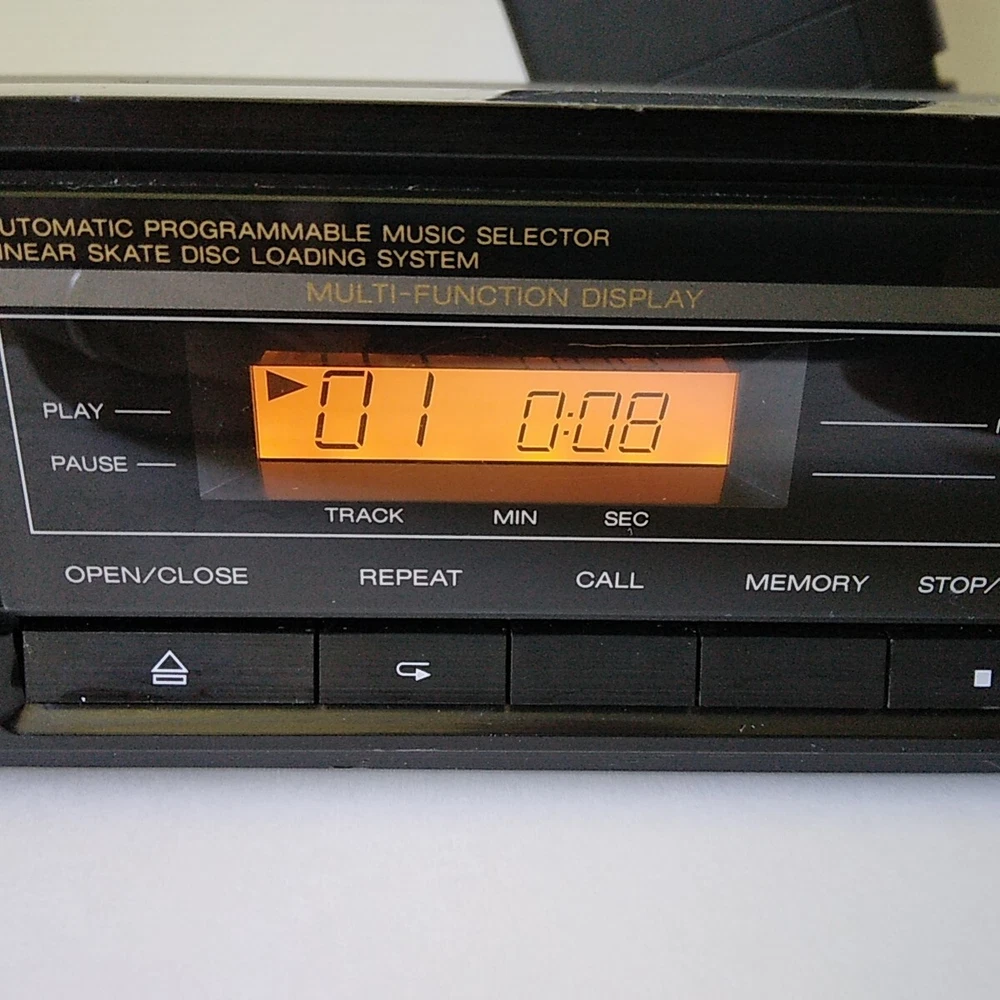 UTOMATIC PROGRAMMABLE MUSIC SELECTOR
INEAR SKATE DISC LOADING SYSTEM
MULTI-FUNCTION DISPLAY
PLAY
PAUSE
01 0:08
TRACK MIN SEC
OPEN/CLOSE REPEAT CALL MEMORY STOP/